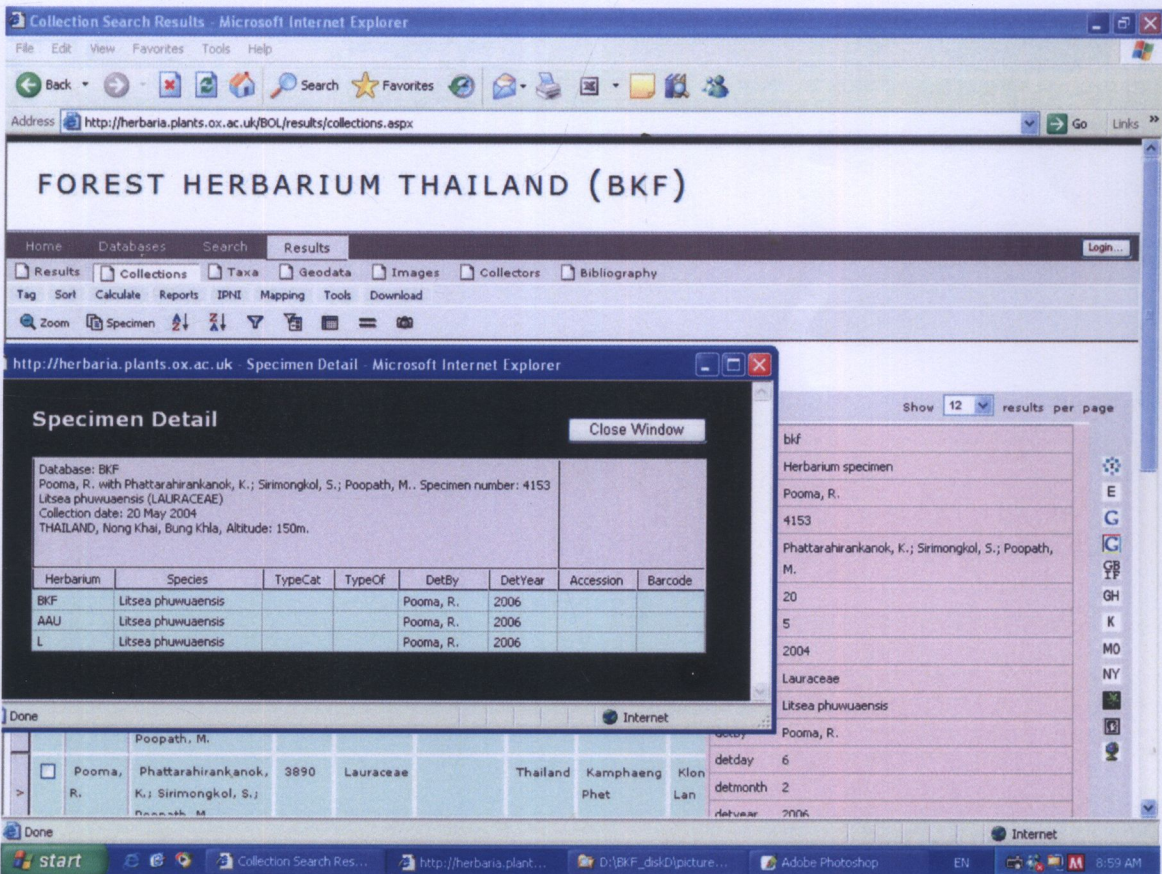 Collection Search Results - Microsoft Internet Explorer
File Edit View Favorites Tools Help
Back Search Favorites
Address http://herbaria.plants.ox.ac.uk/BOL/results/collections.aspx Go Links »
FOREST HERBARIUM THAILAND (BKF)
Home Databases Search Results Login...
Results Collections Taxa Geodata Images Collectors Bibliography
Tag Sort Calculate Reports IPNI Mapping Tools Download
Zoom Specimen
http://herbaria.plants.ox.ac.uk - Specimen Detail - Microsoft Internet Explorer
Specimen Detail
Close Window
Database: BKF
Pooma, R. with Phattarahirankanok, K.; Sirimongkol, S.; Poopath, M.. Specimen number: 4153
Litsea phuwuaensis (LAURACEAE)
Collection date: 20 May 2004
THAILAND, Nong Khai, Bung Khla, Altitude: 150m.
Herbarium Species TypeCat TypeOf DetBy DetYear Accession Barcode
BKF Litsea phuwuaensis Pooma, R. 2006
AAU Litsea phuwuaensis Pooma, R. 2006
L Litsea phuwuaensis Pooma, R. 2006
Done Internet
Show 12 results per page
bkf
Herbarium specimen
Pooma, R.
4153
Phattarahirankanok, K.; Sirimongkol, S.; Poopath,
M.
20
5
2004
Lauraceae
Litsea phuwuaensis
detby Pooma, R.
detday 6
detmonth 2
detyear 2006
E
G
G
GB
IF
GH
K
MO
NY
Poopath, M.
Pooma, Phattarahirankanok, 3890 Lauraceae Thailand Kamphaeng Klon
> R. K.; Sirimongkol, S.; Phet Lan
Poopath, M.
Done Internet
start Collection Search Res... http://herbaria.plant... D:\BKF_diskD\picture... Adobe Photoshop EN 8:59 AM